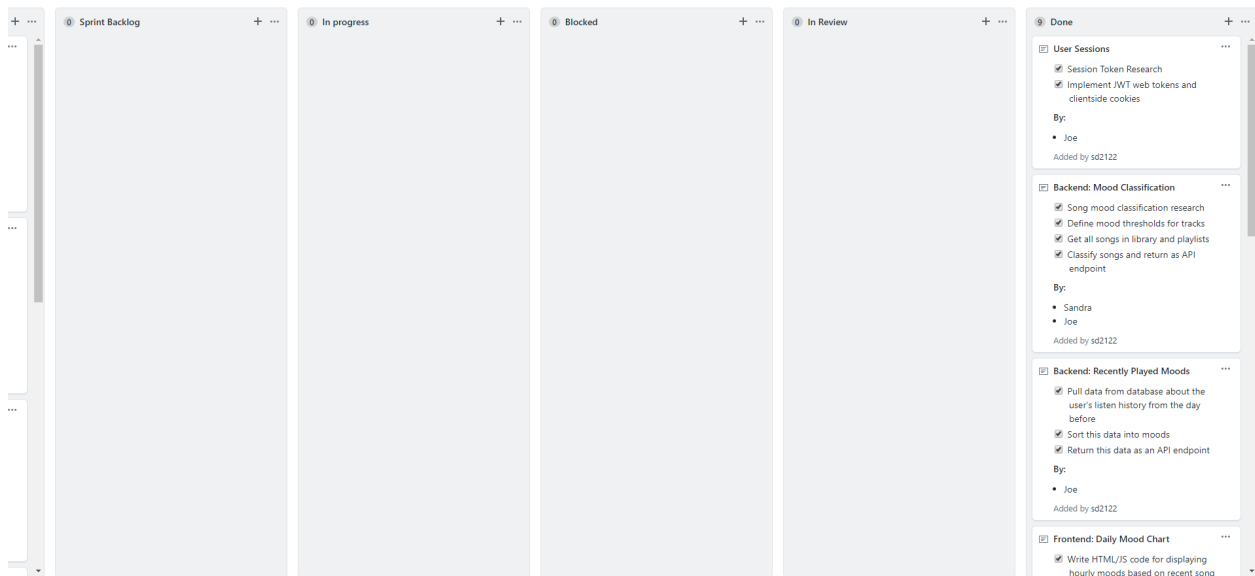 0 Sprint Backlog
0 In progress
0 Blocked
0 In Review
9 Done
User Sessions
Session Token Research
Implement JWT web tokens and
clientside cookies
By:
Joe
Added by sd2122
Backend: Mood Classification
Song mood classification research
Define mood thresholds for tracks
Get all songs in library and playlists
Classify songs and return as API
endpoint
By:
Sandra
Joe
Added by sd2122
Backend: Recently Played Moods
Pull data from database about the
user's listen history from the day
before
Sort this data into moods
Return this data as an API endpoint
By:
Joe
Added by sd2122
Frontend: Daily Mood Chart
Write HTML/JS code for displaying
hourly moods based on recent song